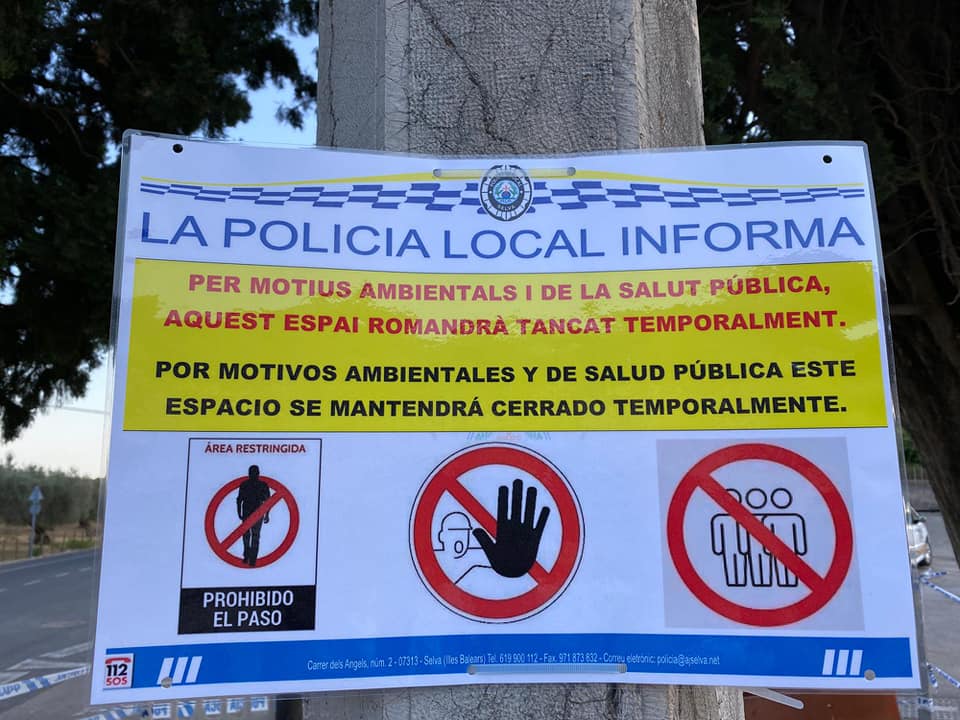 SELVA
LA POLICIA LOCAL INFORMA
PER MOTIUS AMBIENTALS I DE LA SALUT PÚBLICA,
AQUEST ESPAI ROMANDRÀ TANCAT TEMPORALMENT.
POR MOTIVOS AMBIENTALES Y DE SALUD PÚBLICA ESTE
ESPACIO SE MANTENDRÁ CERRADO TEMPORALMENTE.
ÁREA RESTRINGIDA
PROHIBIDO
EL PASO
112
SOS
Carrer dels Angels, núm. 2 - 07313 - Selva (Illes Balears) Tel. 619 900 112 - Fax. 971 873 832 - Correu eletrònic: policia@ajselva.net